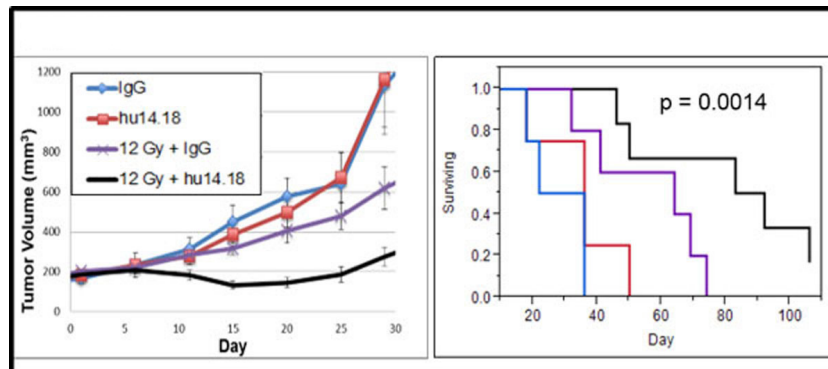 1200
1000
800
600
400
200
0
Tumor Volume (mm³)
IgG
hu14.18
12 Gy + IgG
12 Gy + hu14.18
0 5 10 15 20 25 30
Day
1.0
0.8
0.6
0.4
0.2
0.0
Surviving
p = 0.0014
20 40 60 80 100
Day